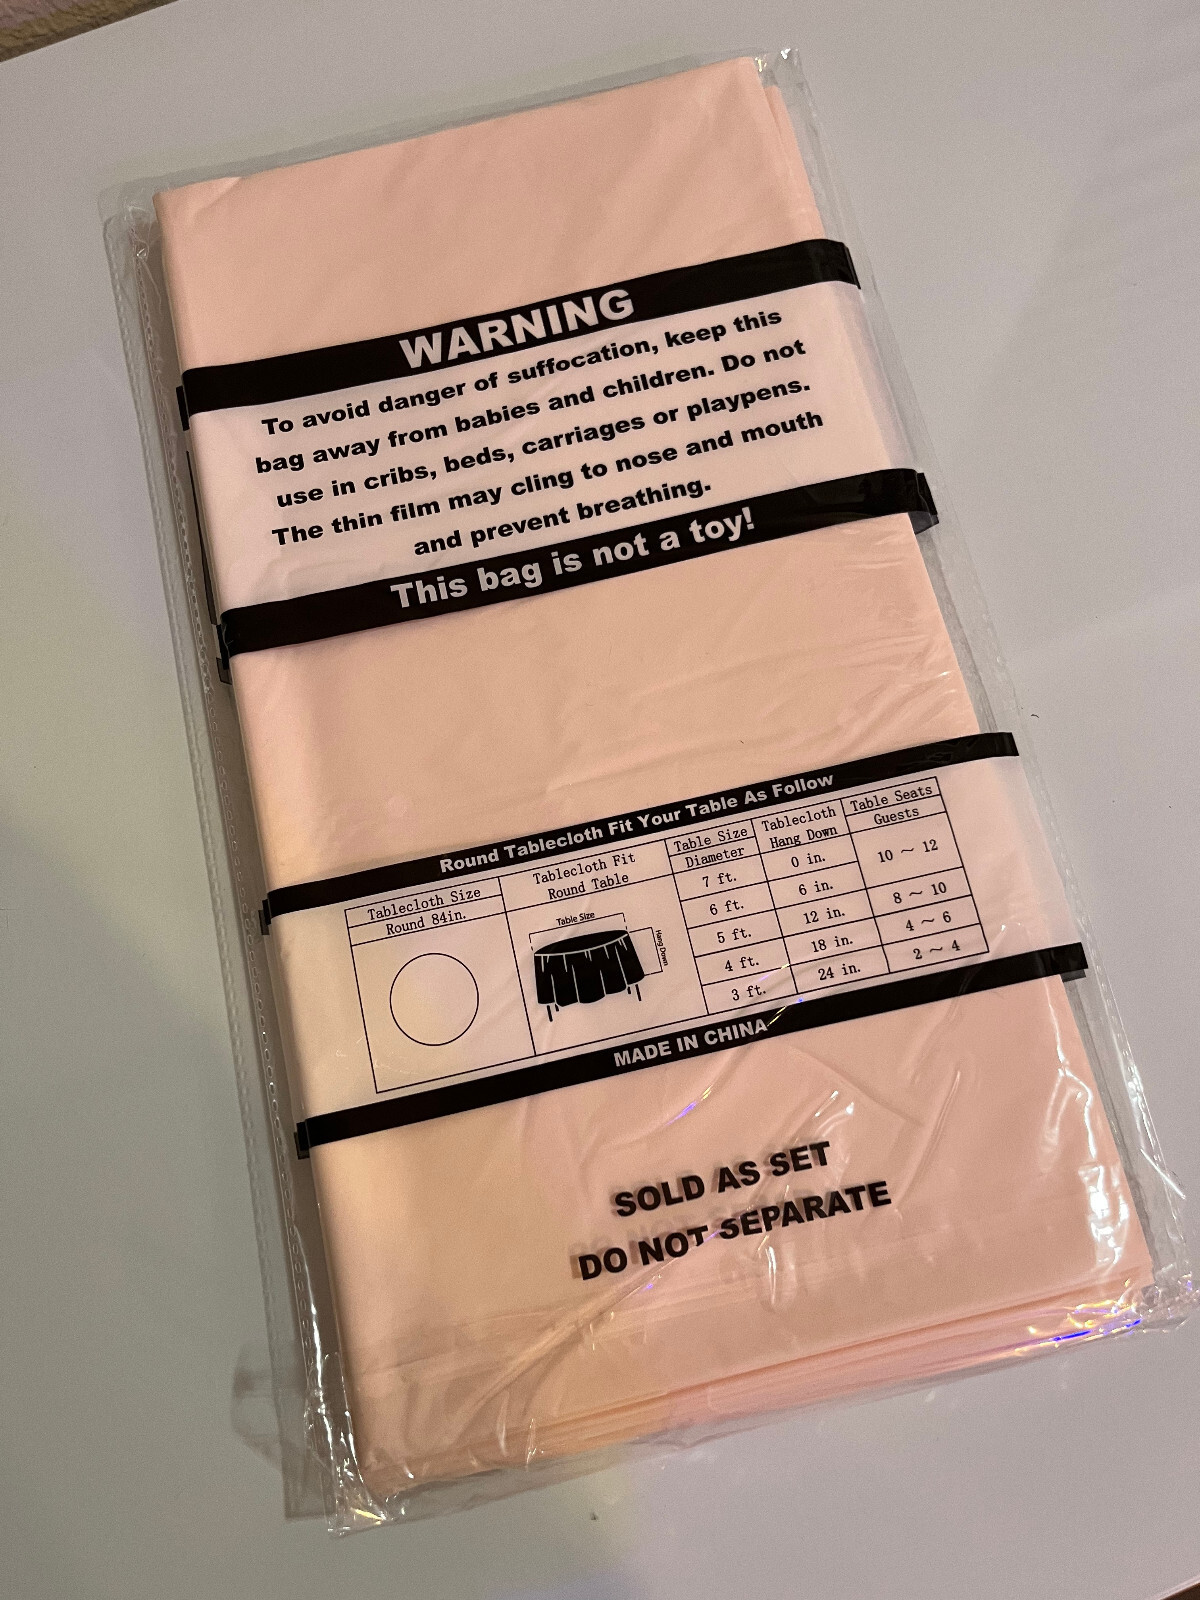 WARNING
To avoid danger of suffocation, keep this
bag away from babies and children. Do not
use in cribs, beds, carriages or playpens.
The thin film may cling to nose and mouth
and prevent breathing.
This bag is not a toy!
Round Tablecloth Fit Your Table As Follow
Tablecloth Size
Round 84in.
Tablecloth Fit
Round Table
Table Size
Hang Down
Table Size
Diameter
Tablecloth
Hang Down
Table Seats
Guests
7 ft. 0 in. 10 ~ 12
6 ft. 6 in.
5 ft. 12 in. 8 ~ 10
4 ft. 18 in. 4 ~ 6
3 ft. 24 in. 2 ~ 4
MADE IN CHINA
SOLD AS SET
DO NOT SEPARATE